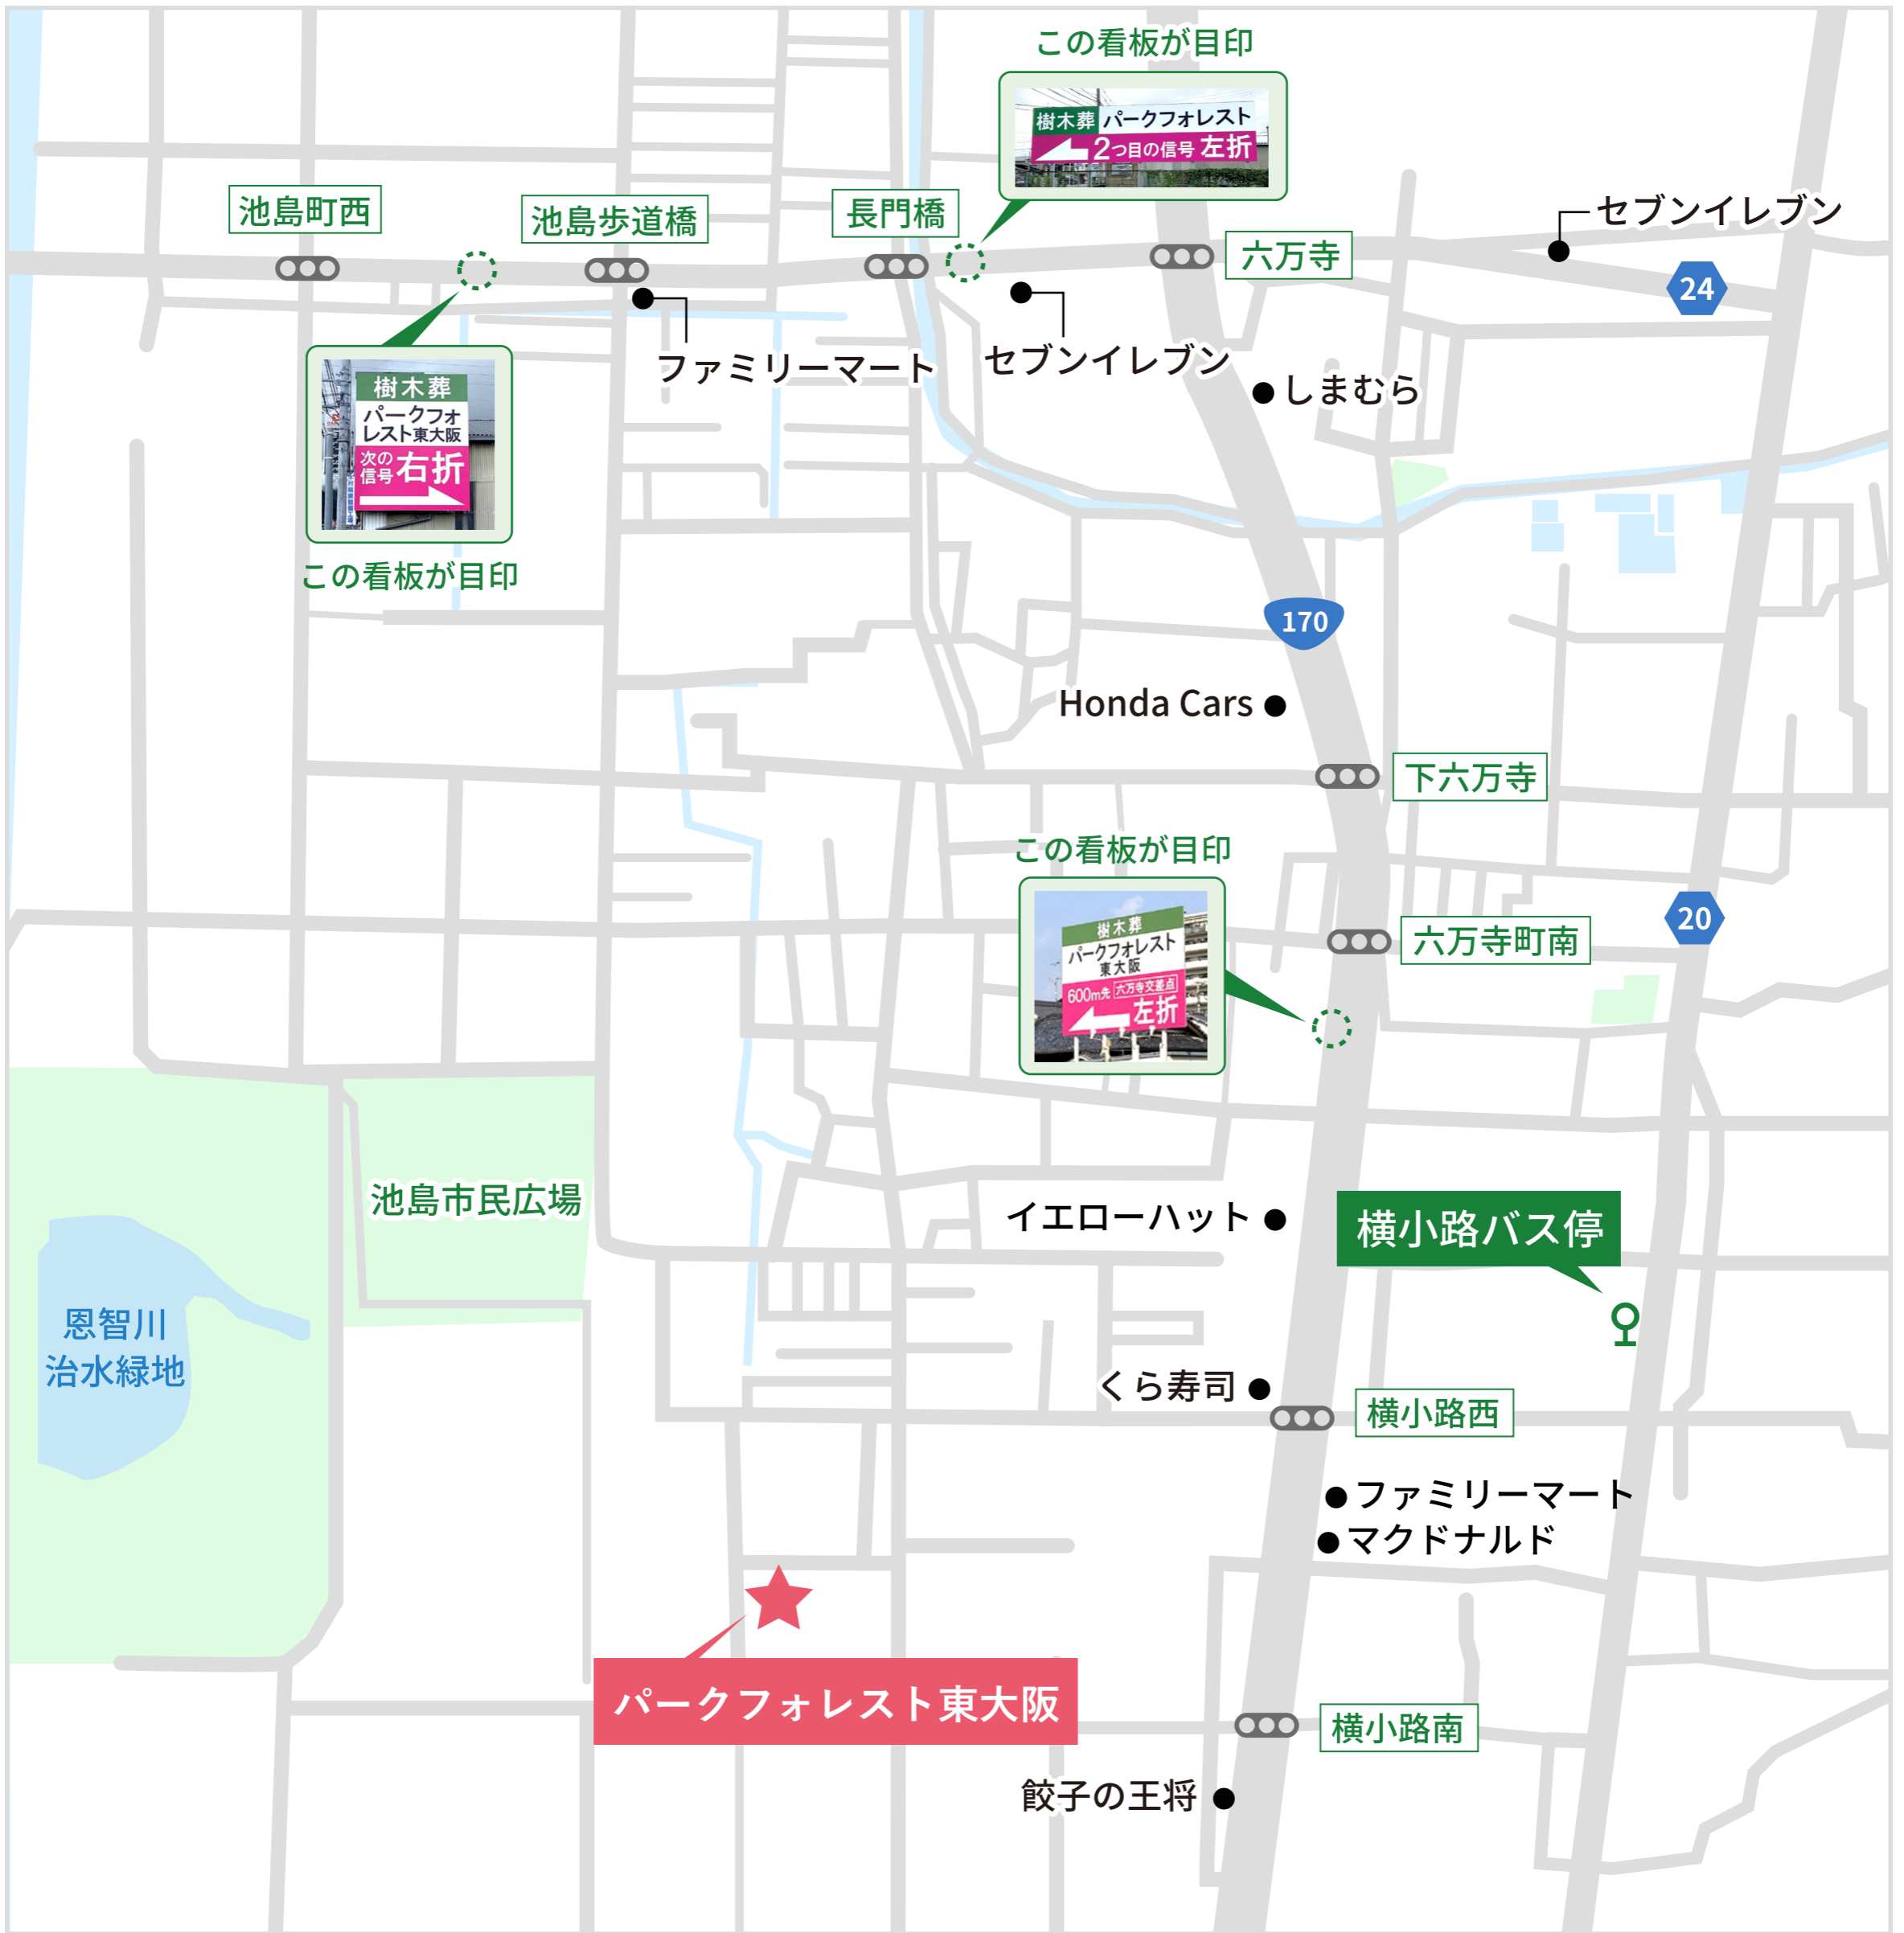 この看板が目印
樹木葬 パークフォレスト
2つ目の信号 左折
池島町西
池島歩道橋
長門橋
六万寺
セブンイレブン
24
ファミリーマート
セブンイレブン
しまむら
樹木葬
パークフォ
レスト東大阪
次の
信号
右折
この看板が目印
170
Honda Cars
下六万寺
この看板が目印
樹木葬
パークフォレスト
東大阪
600m先 六万寺交差点
左折
六万寺町南
20
池島市民広場
イエローハット
横小路バス停
恩智川
治水緑地
くら寿司
横小路西
ファミリーマート
マクドナルド
パークフォレスト東大阪
横小路南
餃子の王将